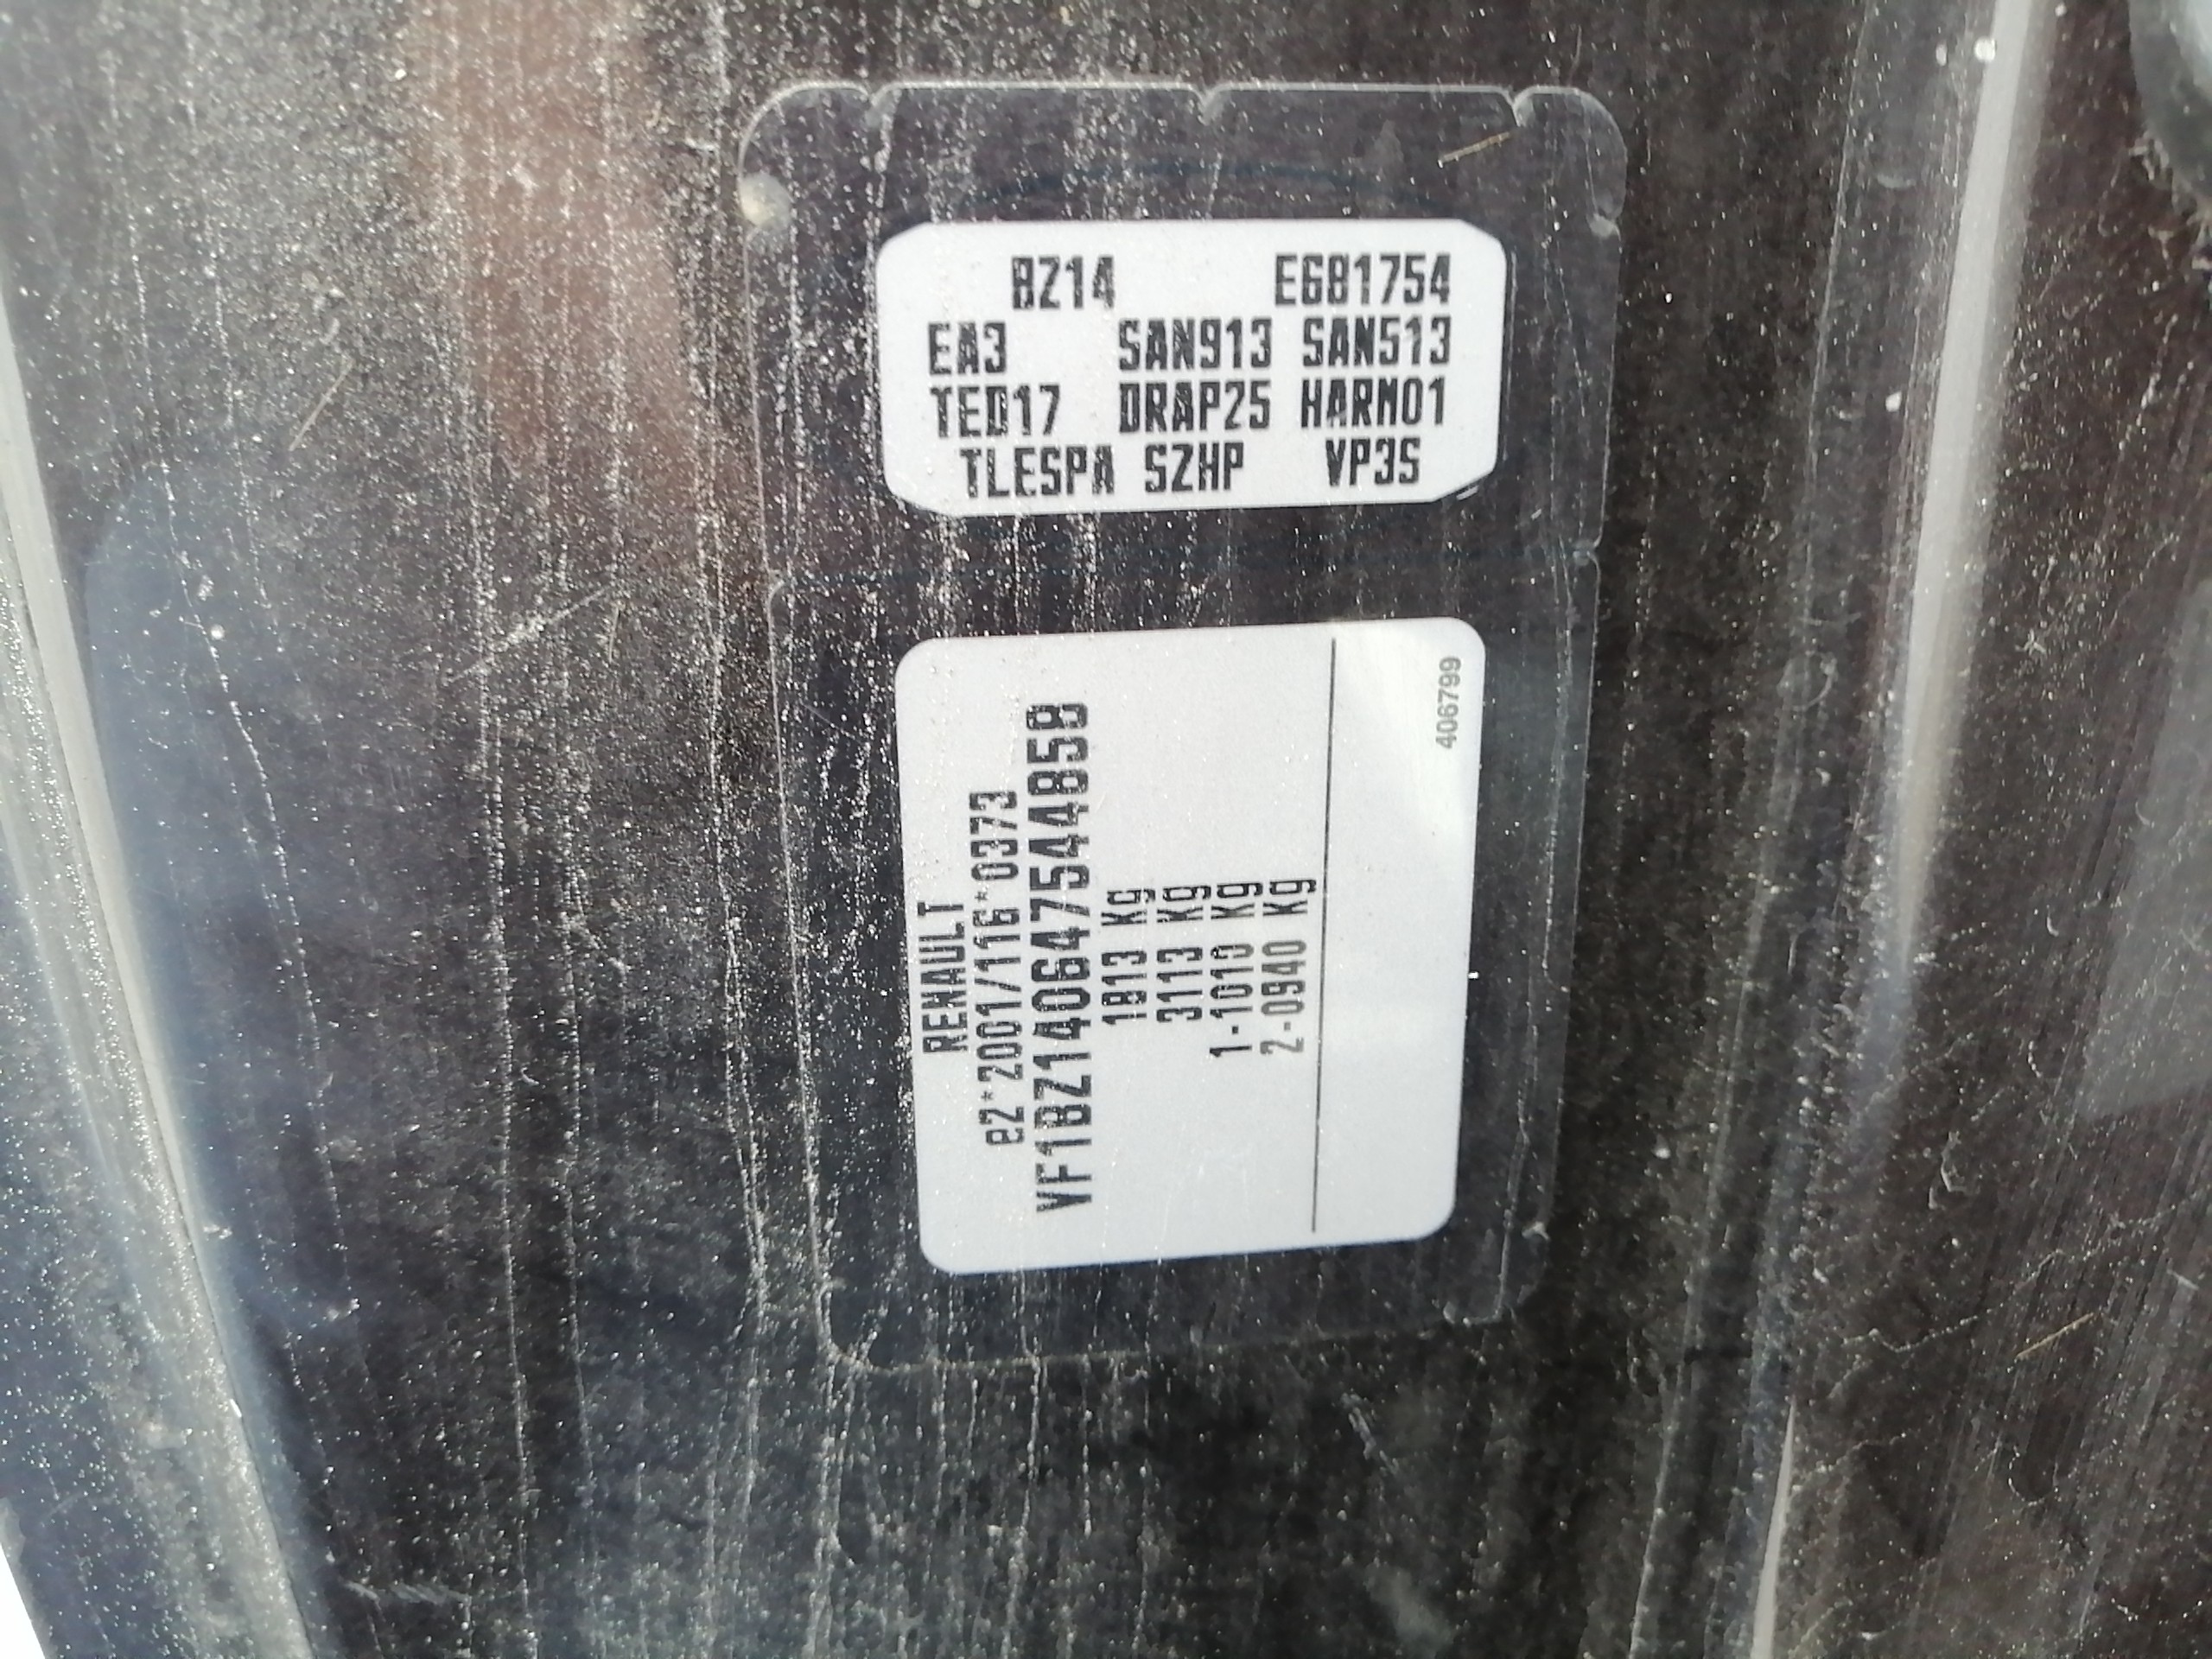 BZ14 E681754
EA3 SAN913 SAN513
TED17 DRAP25 HARM01
TLESPA SZHP VP3S
RENAULT
e2*2001/116*0373
VF1BZ140647544858
1813 Kg
3113 Kg
1-1010 Kg
2-0940 Kg
406799